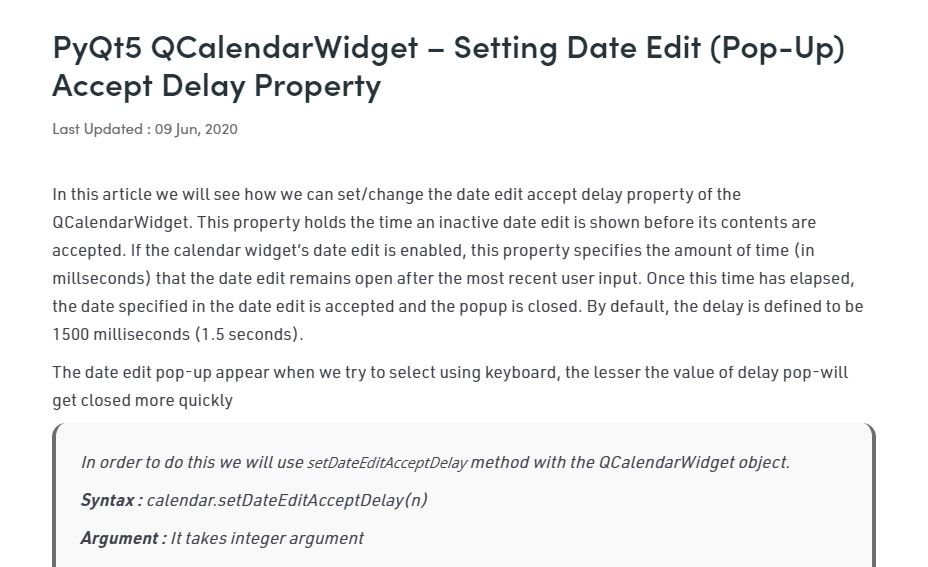 PyQt5 QCalendarWidget – Setting Date Edit (Pop-Up)
Accept Delay Property
Last Updated : 09 Jun, 2020
In this article we will see how we can set/change the date edit accept delay property of the
QCalendarWidget. This property holds the time an inactive date edit is shown before its contents are
accepted. If the calendar widget's date edit is enabled, this property specifies the amount of time (in
millseconds) that the date edit remains open after the most recent user input. Once this time has elapsed,
the date specified in the date edit is accepted and the popup is closed. By default, the delay is defined to be
1500 milliseconds (1.5 seconds).
The date edit pop-up appear when we try to select using keyboard, the lesser the value of delay pop-will
get closed more quickly
In order to do this we will use setDateEditAcceptDelay method with the QCalendarWidget object.
Syntax : calendar.setDateEditAcceptDelay(n)
Argument : It takes integer argument